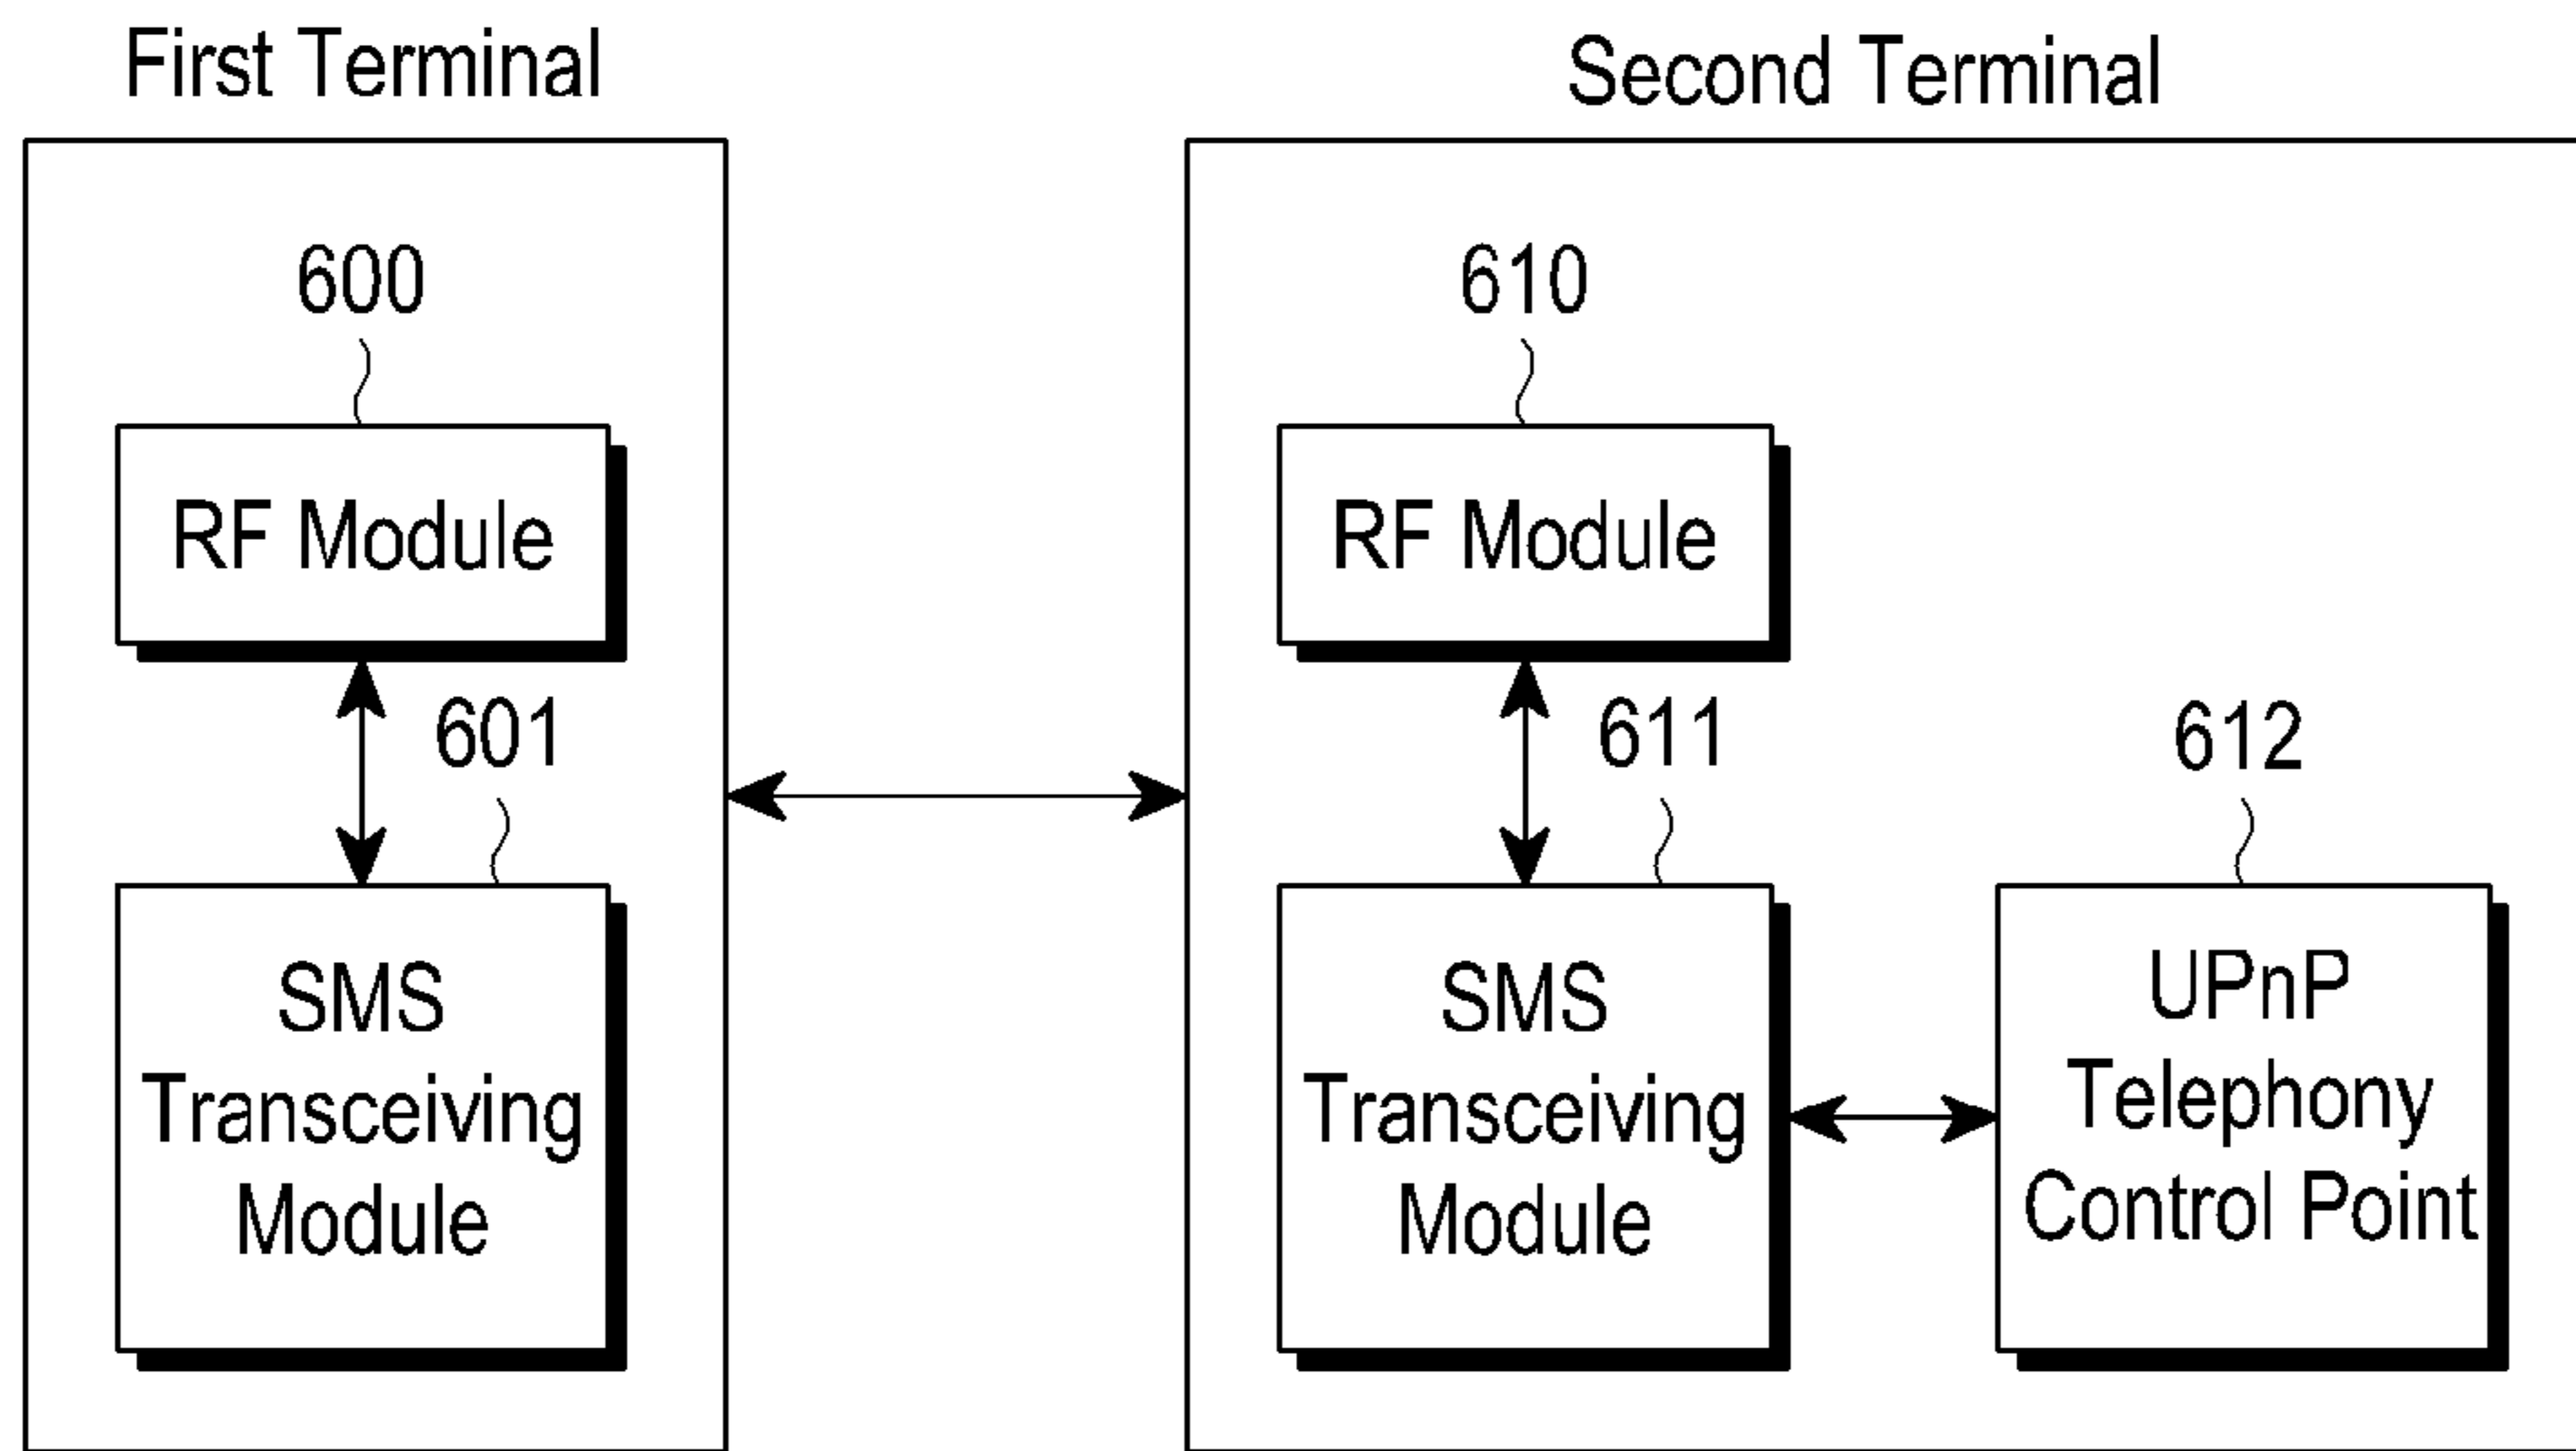 First Terminal
600
RF Module
601
SMS
Transceiving
Module
Second Terminal
610
RF Module
611
SMS
Transceiving
Module
612
UPnP
Telephony
Control Point